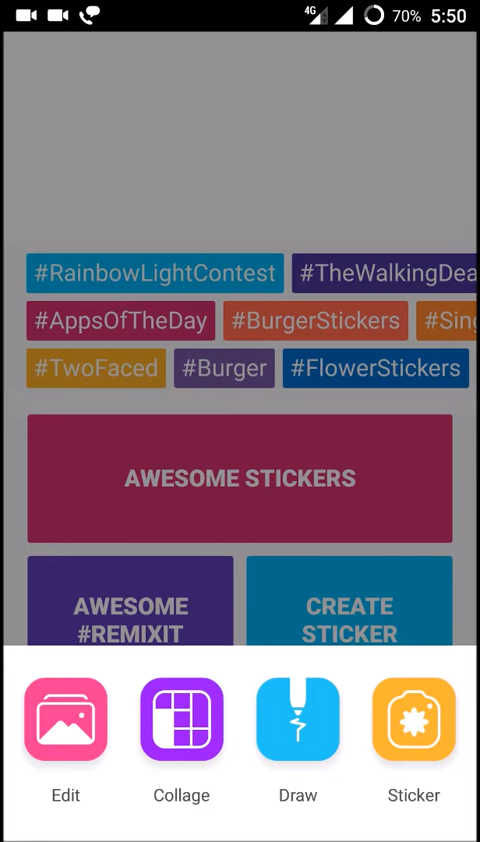 4G 70% 5:50
#RainbowLightContest #TheWalkingDea
#AppsOfTheDay #BurgerStickers #Sing
#TwoFaced #Burger #FlowerStickers
AWESOME STICKERS
AWESOME
#REMIXIT
CREATE
STICKER
Edit Collage Draw Sticker